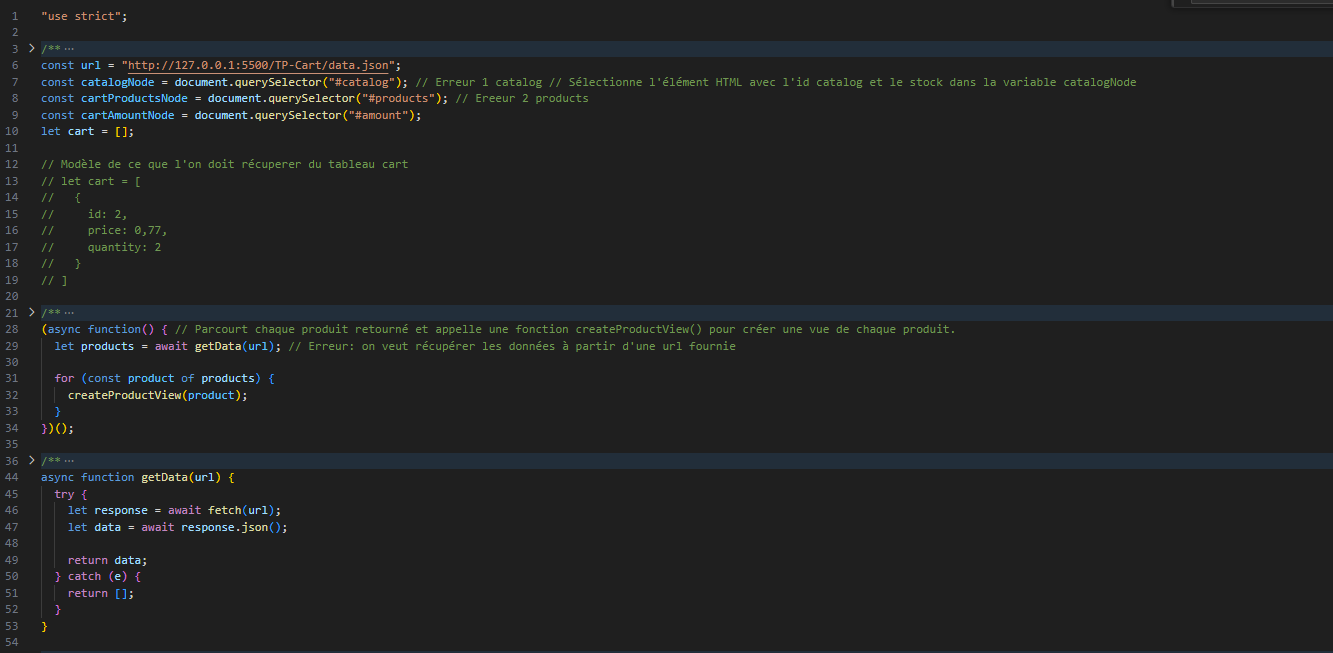 1 "use strict";
2
3 /** ···
6 const url = "http://127.0.0.1:5500/TP-Cart/data.json";
7 const catalogNode = document.querySelector("#catalog"); // Erreur 1 catalog // Sélectionne l'élément HTML avec l'id catalog et le stock dans la variable catalogNode
8 const cartProductsNode = document.querySelector("#products"); // Ereeur 2 products
9 const cartAmountNode = document.querySelector("#amount");
10 let cart = [];
11
12 // Modèle de ce que l'on doit récuperer du tableau cart
13 // let cart = [
14 //   {
15 //     id: 2,
16 //     price: 0,77,
17 //     quantity: 2
18 //   }
19 // ]
20
21 /** ···
28 (async function() { // Parcourt chaque produit retourné et appelle une fonction createProductView() pour créer une vue de chaque produit.
29   let products = await getData(url); // Erreur: on veut récupérer les données à partir d'une url fournie
30
31   for (const product of products) {
32     createProductView(product);
33   }
34 })();
35
36 /** ···
44 async function getData(url) {
45   try {
46     let response = await fetch(url);
47     let data = await response.json();
48
49     return data;
50   } catch (e) {
51     return [];
52   }
53 }
54